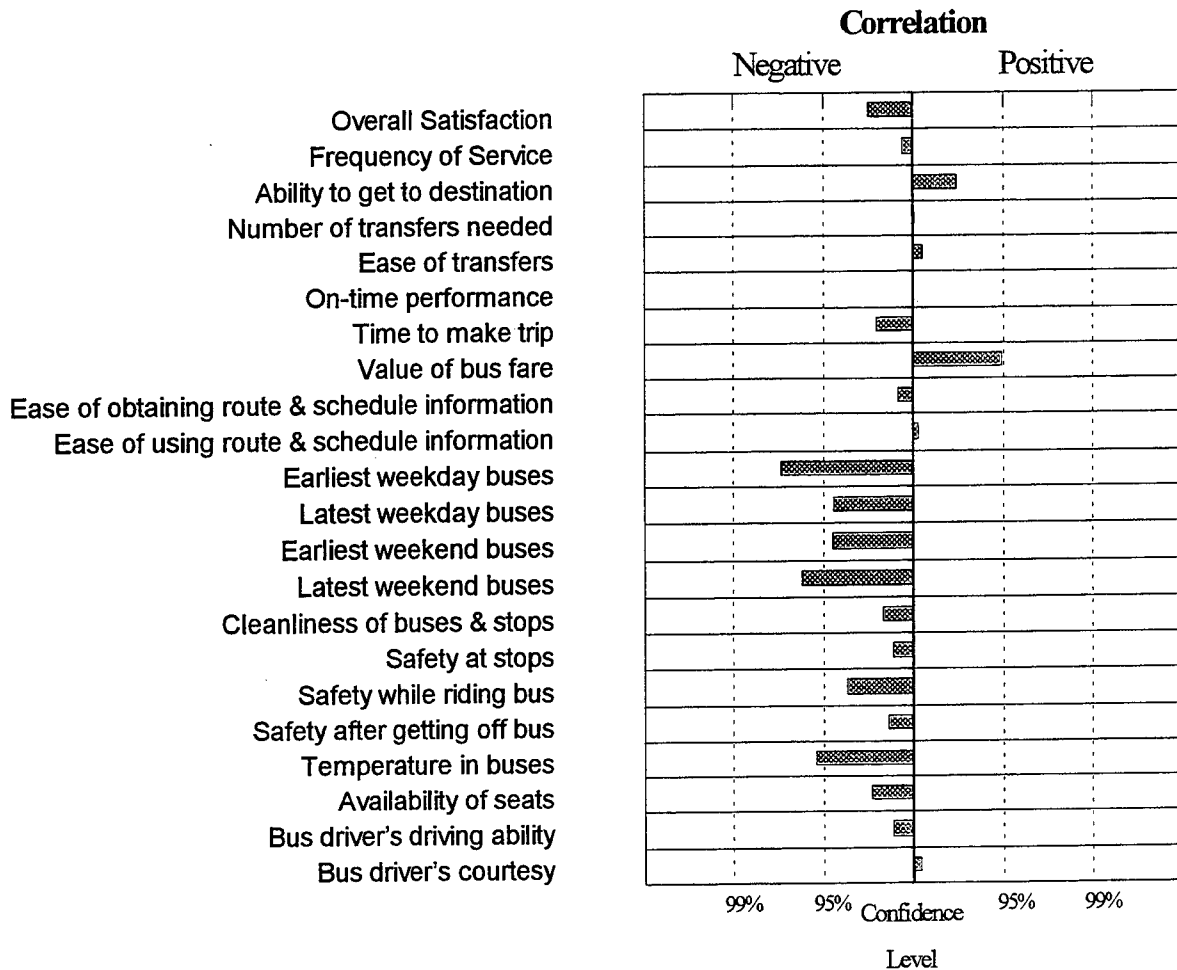 Correlation
Negative Positive
Overall Satisfaction
Frequency of Service
Ability to get to destination
Number of transfers needed
Ease of transfers
On-time performance
Time to make trip
Value of bus fare
Ease of obtaining route & schedule information
Ease of using route & schedule information
Earliest weekday buses
Latest weekday buses
Earliest weekend buses
Latest weekend buses
Cleanliness of buses & stops
Safety at stops
Safety while riding bus
Safety after getting off bus
Temperature in buses
Availability of seats
Bus driver's driving ability
Bus driver's courtesy
99% 95% Confidence 95% 99%
Level